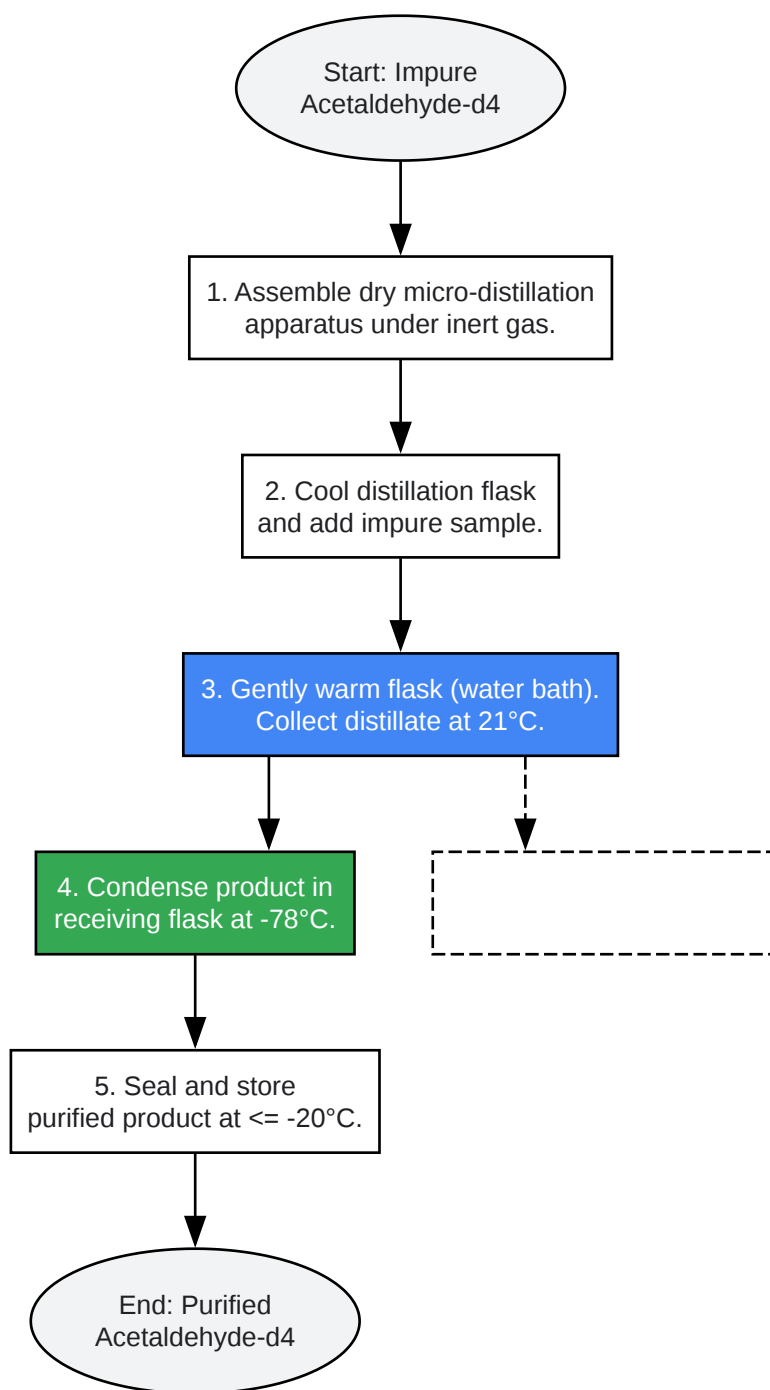 Start: Impure
Acetaldehyde-d4
1. Assemble dry micro-distillation
apparatus under inert gas.
2. Cool distillation flask
and add impure sample.
3. Gently warm flask (water bath).
Collect distillate at 21°C.
4. Condense product in
receiving flask at -78°C.
5. Seal and store
purified product at <= -20°C.
End: Purified
Acetaldehyde-d4